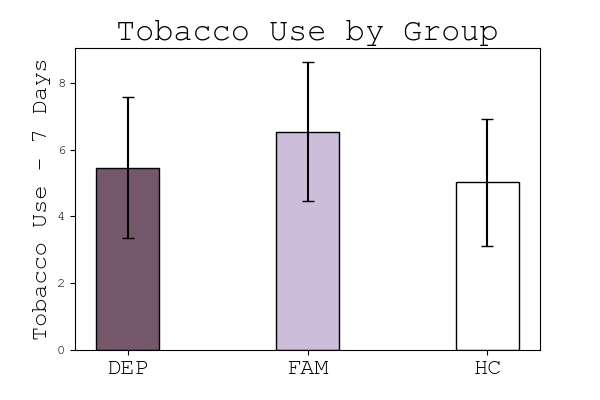 Tobacco Use by Group
Tobacco Use - 7 Days
8
6
4
2
0
DEP
FAM
HC